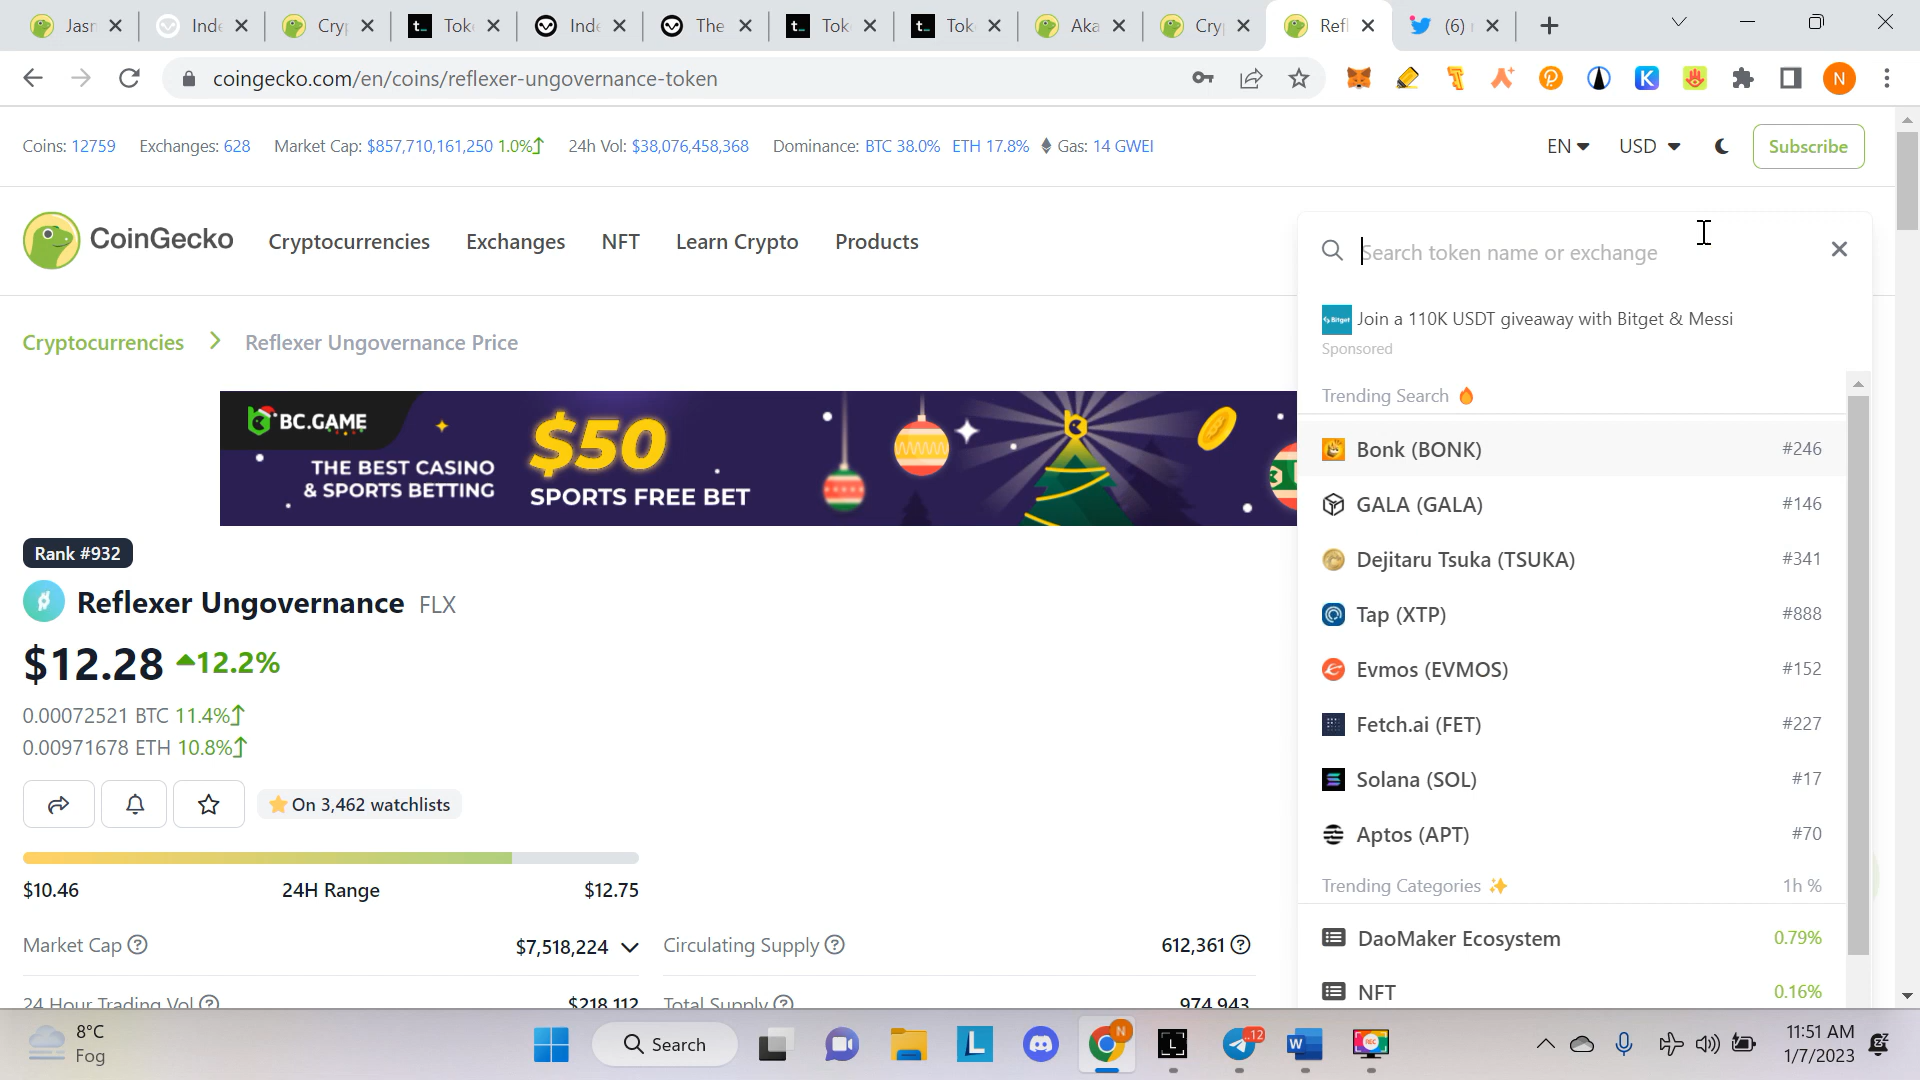 Jasm
Inde
Cryp
Tok
Inde
The
Tok
Tok
Aka
Cry
Refl
(6)
coingecko.com/en/coins/reflexer-ungovernance-token
N
Coins: 12759 Exchanges: 628 Market Cap: $857,710,161,250 1.0% 24h Vol: $38,076,458,368 Dominance: BTC 38.0% ETH 17.8% Gas: 14 GWEI
EN USD Subscribe
CoinGecko Cryptocurrencies Exchanges NFT Learn Crypto Products
Search token name or exchange
Bitget Join a 110K USDT giveaway with Bitget & Messi
Sponsored
Trending Search
Bonk (BONK) #246
GALA (GALA) #146
Dejitaru Tsuka (TSUKA) #341
Tap (XTP) #888
Evmos (EVMOS) #152
Fetch.ai (FET) #227
Solana (SOL) #17
Aptos (APT) #70
Trending Categories 1h %
DaoMaker Ecosystem 0.79%
NFT 0.16%
Cryptocurrencies Reflexer Ungovernance Price
BC.GAME
THE BEST CASINO
& SPORTS BETTING
$50
SPORTS FREE BET
Rank #932
Reflexer Ungovernance FLX
$12.28 12.2%
0.00072521 BTC 11.4%
0.00971678 ETH 10.8%
On 3,462 watchlists
$10.46 24H Range $12.75
Market Cap $7,518,224 Circulating Supply 612,361
24 Hour Trading Vol $218,112 Total Supply 974,943
8°C
Fog
Search
N
12
REC
11:51 AM
1/7/2023